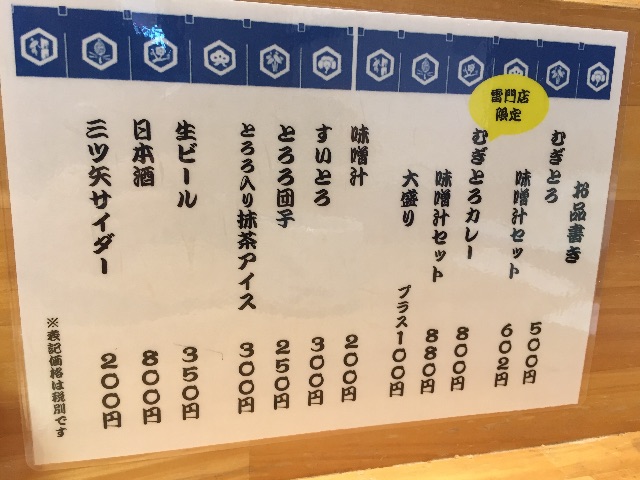 お品書き
むぎとろ 500円
味噌汁セット 602円
雷門店
限定
むぎとろカレー 800円
味噌汁セット 880円
大盛り プラス100円
味噌汁 200円
すいとろ 300円
とろろ団子 250円
とろろ入り抹茶アイス 300円
生ビール 350円
日本酒 800円
三ツ矢サイダー 200円
※表記価格は税別です